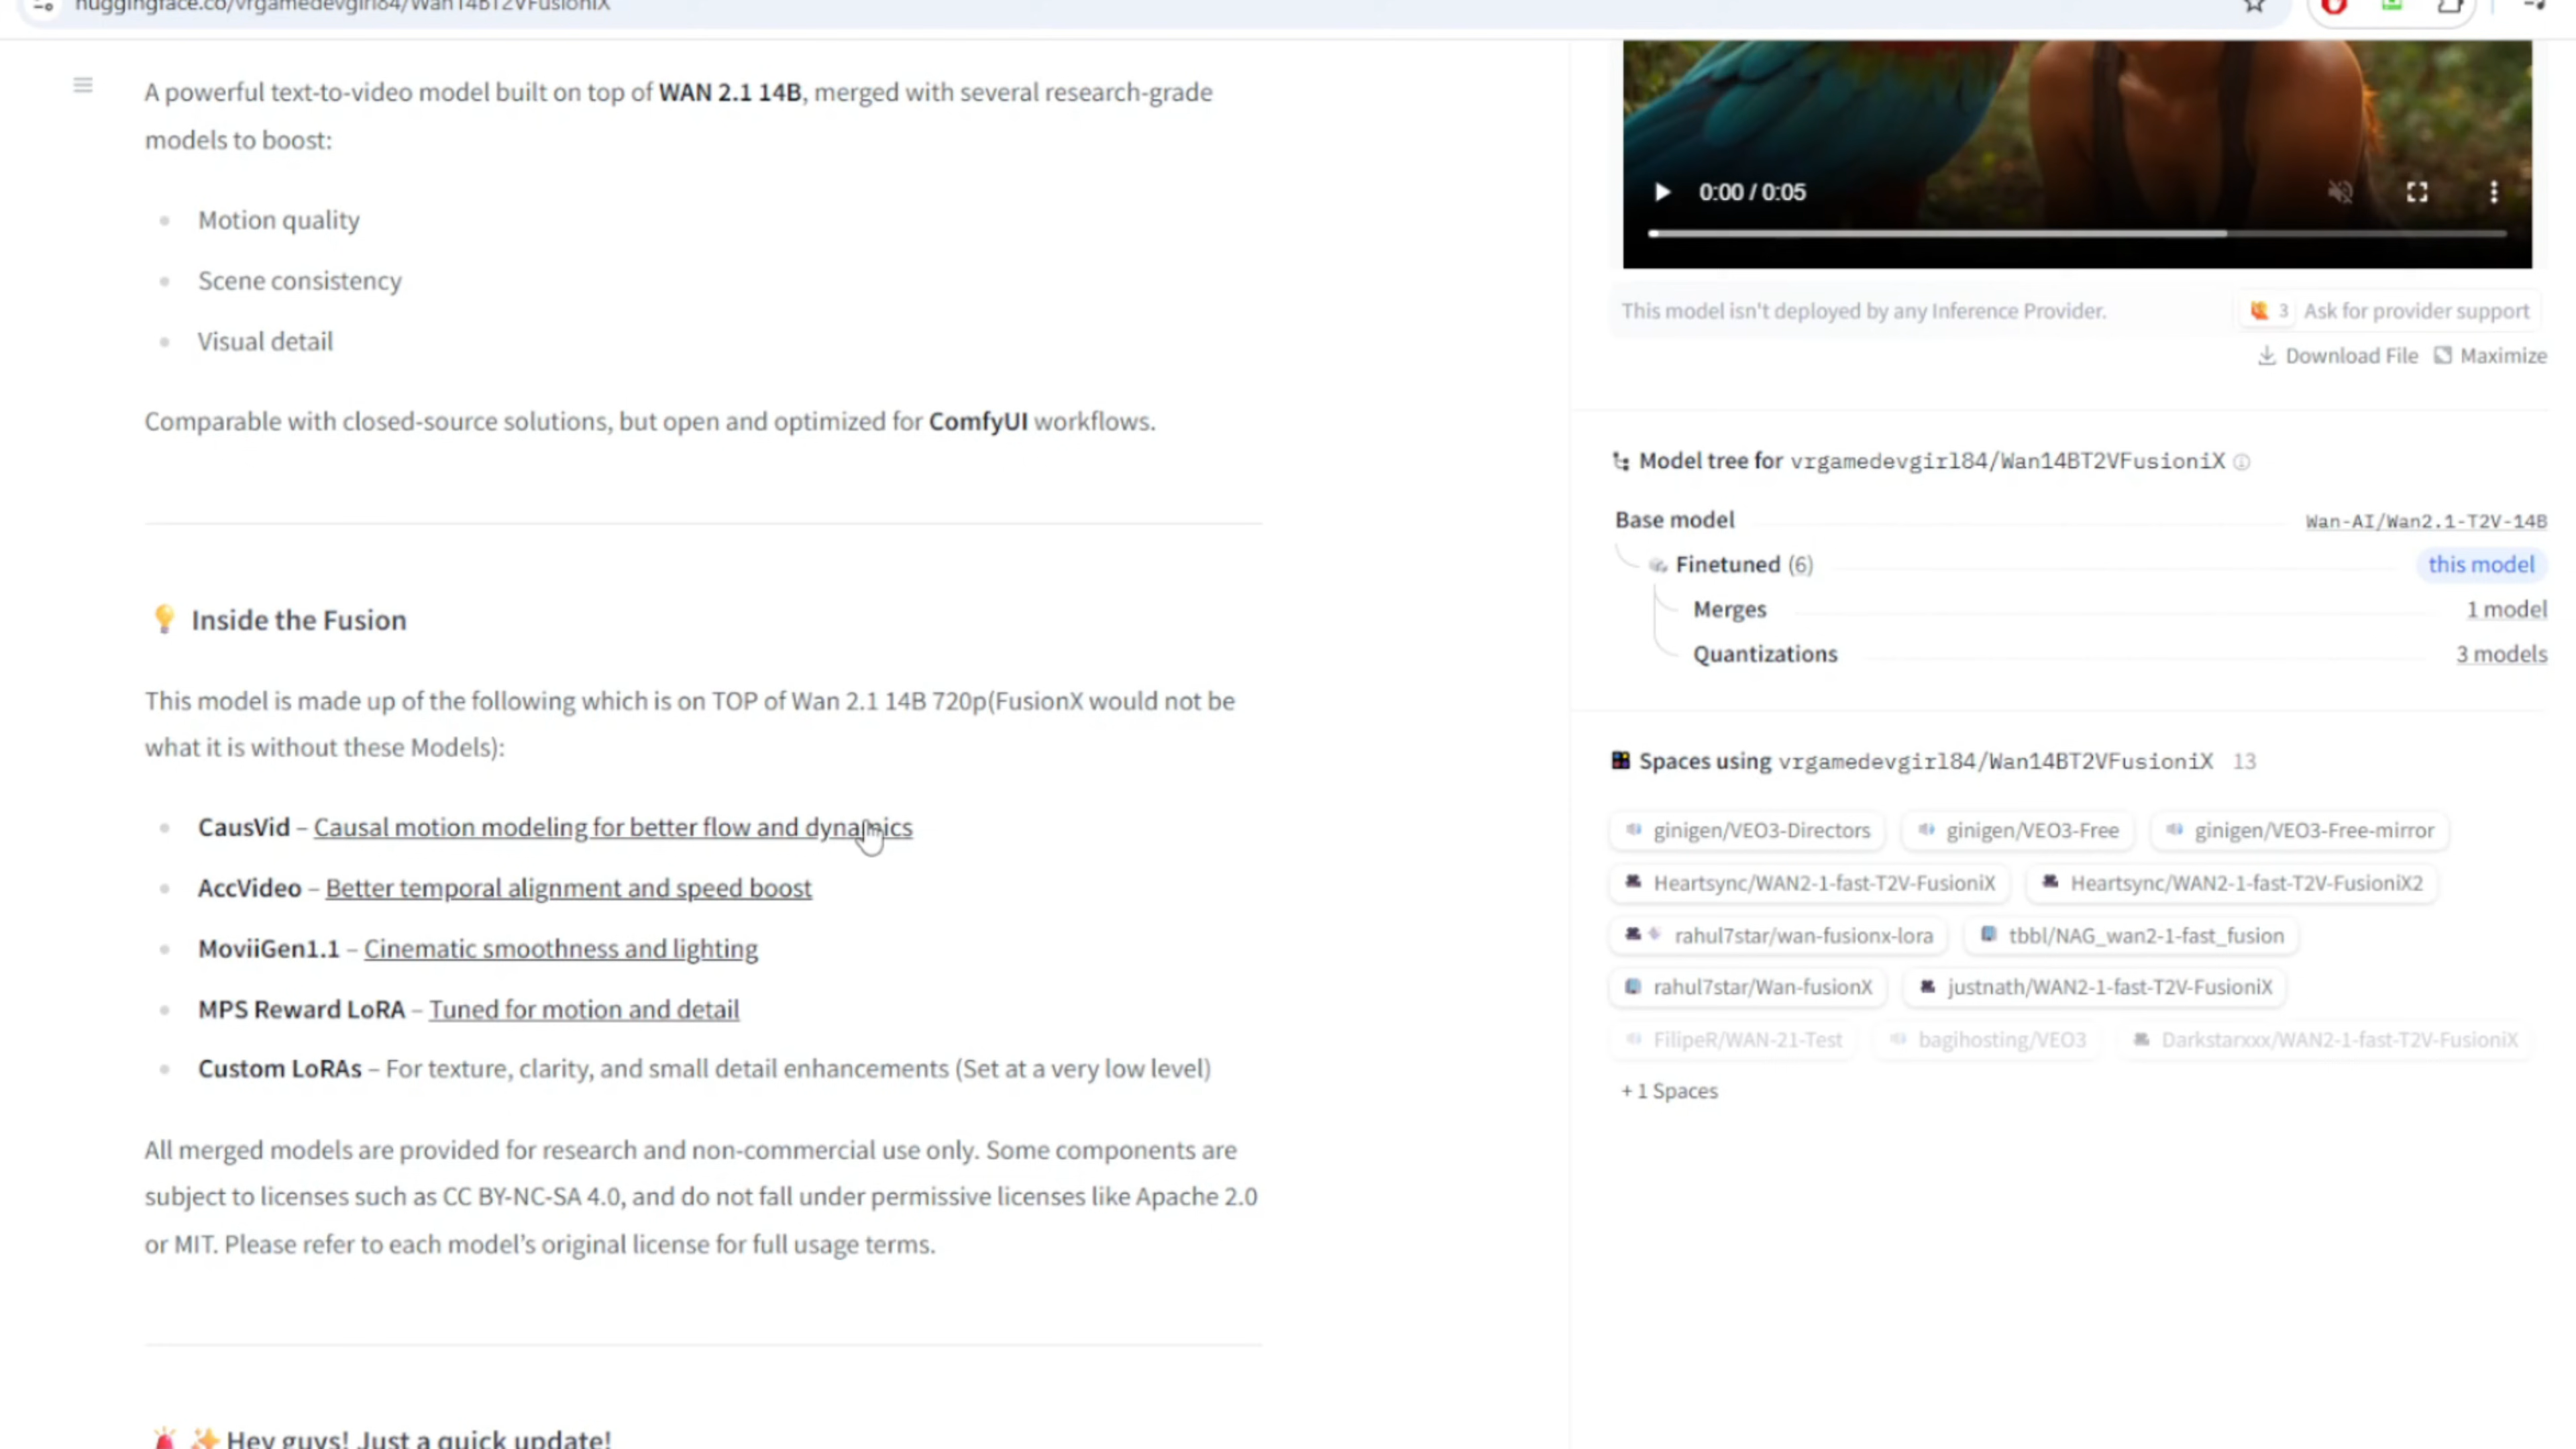 huggingface.co/vrgamedevgirl84/Wan14BT2VFusioniX
A powerful text-to-video model built on top of WAN 2.1 14B, merged with several research-grade
models to boost:
Motion quality
Scene consistency
Visual detail
Comparable with closed-source solutions, but open and optimized for ComfyUI workflows.
💡 Inside the Fusion
This model is made up of the following which is on TOP of Wan 2.1 14B 720p(FusionX would not be
what it is without these Models):
CausVid – Causal motion modeling for better flow and dynamics
AccVideo – Better temporal alignment and speed boost
MoviiGen1.1 – Cinematic smoothness and lighting
MPS Reward LoRA – Tuned for motion and detail
Custom LoRAs – For texture, clarity, and small detail enhancements (Set at a very low level)
All merged models are provided for research and non-commercial use only. Some components are
subject to licenses such as CC BY-NC-SA 4.0, and do not fall under permissive licenses like Apache 2.0
or MIT. Please refer to each model's original license for full usage terms.
🚨 ✨ Hey guys! Just a quick update!
0:00 / 0:05
This model isn't deployed by any Inference Provider. 3 Ask for provider support
Download File Maximize
Model tree for vrgamedevgirl84/Wan14BT2VFusioniX
Base model Wan-AI/Wan2.1-T2V-14B
Finetuned (6) this model
Merges 1 model
Quantizations 3 models
Spaces using vrgamedevgirl84/Wan14BT2VFusioniX 13
ginigen/VEO3-Directors ginigen/VEO3-Free ginigen/VEO3-Free-mirror
Heartsync/WAN2-1-fast-T2V-FusioniX Heartsync/WAN2-1-fast-T2V-FusioniX2
rahul7star/wan-fusionx-lora tbbl/NAG_wan2-1-fast_fusion
rahul7star/Wan-fusionX justnath/WAN2-1-fast-T2V-FusioniX
FilipeR/WAN-21-Test bagihosting/VEO3 Darkstarxxx/WAN2-1-fast-T2V-FusioniX
+ 1 Spaces